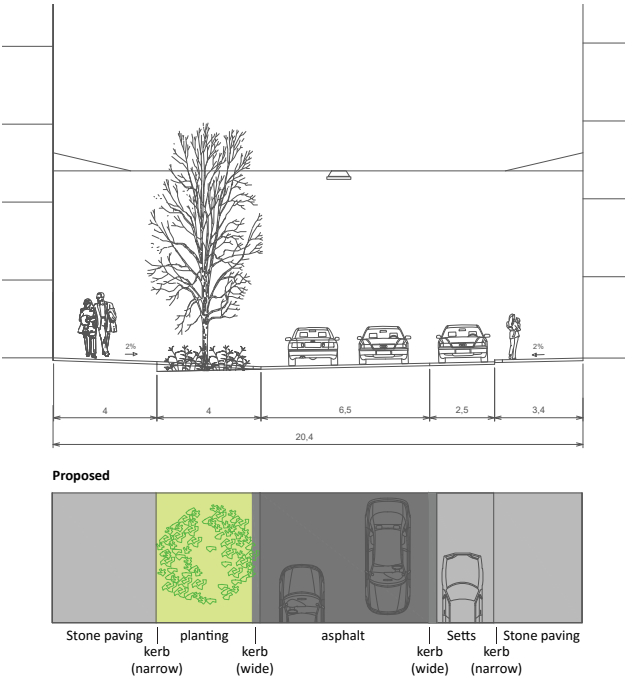 2%
2%
4
4
6,5
2,5
3,4
20,4
Proposed
Stone paving
planting
asphalt
Setts
Stone paving
kerb
(narrow)
kerb
(wide)
kerb
(wide)
kerb
(narrow)